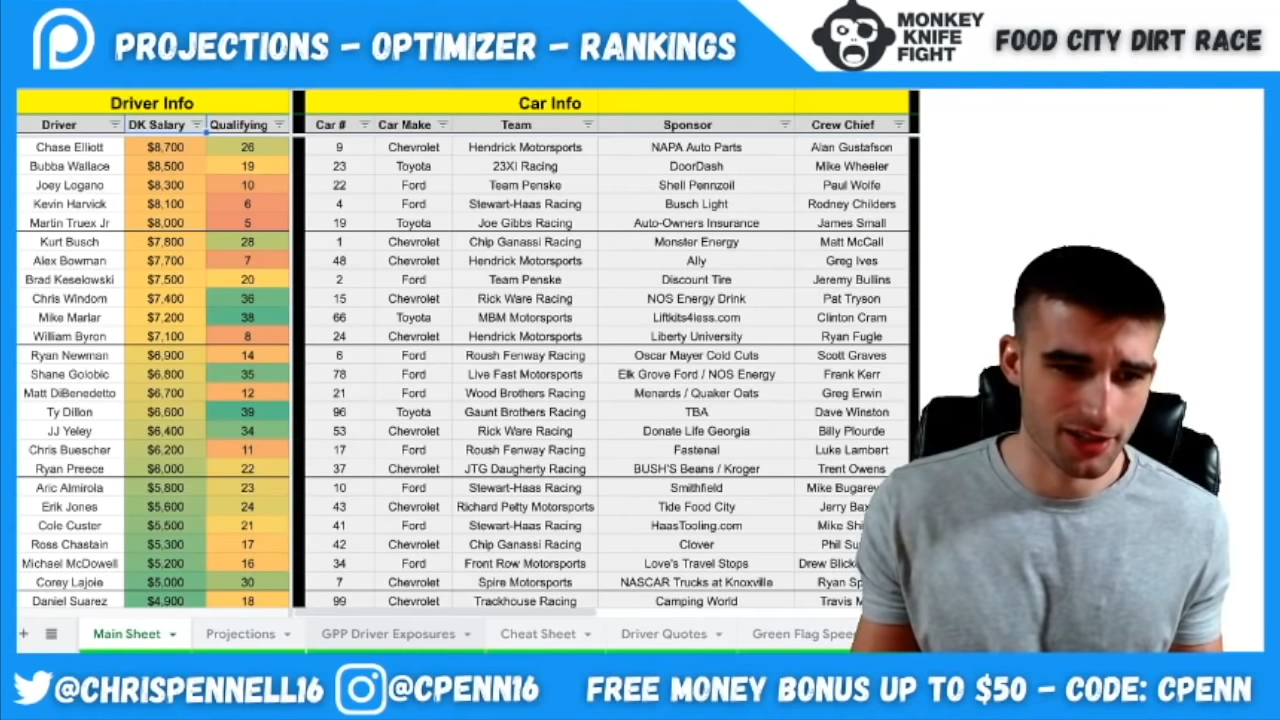 PROJECTIONS - OPTIMIZER - RANKINGS
MONKEY
KNIFE
FIGHT
FOOD CITY DIRT RACE
Driver Info Car Info
Driver DK Salary Qualifying Car # Car Make Team Sponsor Crew Chief
Chase Elliott $8,700 26 9 Chevrolet Hendrick Motorsports NAPA Auto Parts Alan Gustafson
Bubba Wallace $8,500 19 23 Toyota 23XI Racing DoorDash Mike Wheeler
Joey Logano $8,300 10 22 Ford Team Penske Shell Pennzoil Paul Wolfe
Kevin Harvick $8,100 6 4 Ford Stewart-Haas Racing Busch Light Rodney Childers
Martin Truex Jr $8,000 5 19 Toyota Joe Gibbs Racing Auto-Owners Insurance James Small
Kurt Busch $7,800 28 1 Chevrolet Chip Ganassi Racing Monster Energy Matt McCall
Alex Bowman $7,700 7 48 Chevrolet Hendrick Motorsports Ally Greg Ives
Brad Keselowski $7,500 20 2 Ford Team Penske Discount Tire Jeremy Bullins
Chris Windom $7,400 36 15 Chevrolet Rick Ware Racing NOS Energy Drink Pat Tryson
Mike Marlar $7,200 38 66 Toyota MBM Motorsports Liftkits4less.com Clinton Cram
William Byron $7,100 8 24 Chevrolet Hendrick Motorsports Liberty University Ryan Fugle
Ryan Newman $6,900 14 6 Ford Roush Fenway Racing Oscar Mayer Cold Cuts Scott Graves
Shane Golobic $6,800 35 78 Ford Live Fast Motorsports Elk Grove Ford / NOS Energy Frank Kerr
Matt DiBenedetto $6,700 12 21 Ford Wood Brothers Racing Menards / Quaker Oats Greg Erwin
Ty Dillon $6,600 39 96 Toyota Gaunt Brothers Racing TBA Dave Winston
JJ Yeley $6,400 34 53 Chevrolet Rick Ware Racing Donate Life Georgia Billy Plourde
Chris Buescher $6,200 11 17 Ford Roush Fenway Racing Fastenal Luke Lambert
Ryan Preece $6,000 22 37 Chevrolet JTG Daugherty Racing BUSH'S Beans / Kroger Trent Owens
Aric Almirola $5,800 23 10 Ford Stewart-Haas Racing Smithfield Mike Bugarev
Erik Jones $5,600 24 43 Chevrolet Richard Petty Motorsports Tide Food City Jerry Bax
Cole Custer $5,500 21 41 Ford Stewart-Haas Racing HaasTooling.com Mike Shi
Ross Chastain $5,300 17 42 Chevrolet Chip Ganassi Racing Clover Phil Su
Michael McDowell $5,200 16 34 Ford Front Row Motorsports Love's Travel Stops Drew Blick
Corey Lajoie $5,000 30 7 Chevrolet Spire Motorsports NASCAR Trucks at Knoxville Ryan Sp
Daniel Suarez $4,900 18 99 Chevrolet Trackhouse Racing Camping World Travis M
+ Main Sheet Projections GPP Driver Exposures Cheat Sheet Driver Quotes Green Flag Spee
@CHRISPENNELL16 @CPENN16 FREE MONEY BONUS UP TO $50 - CODE: CPENN